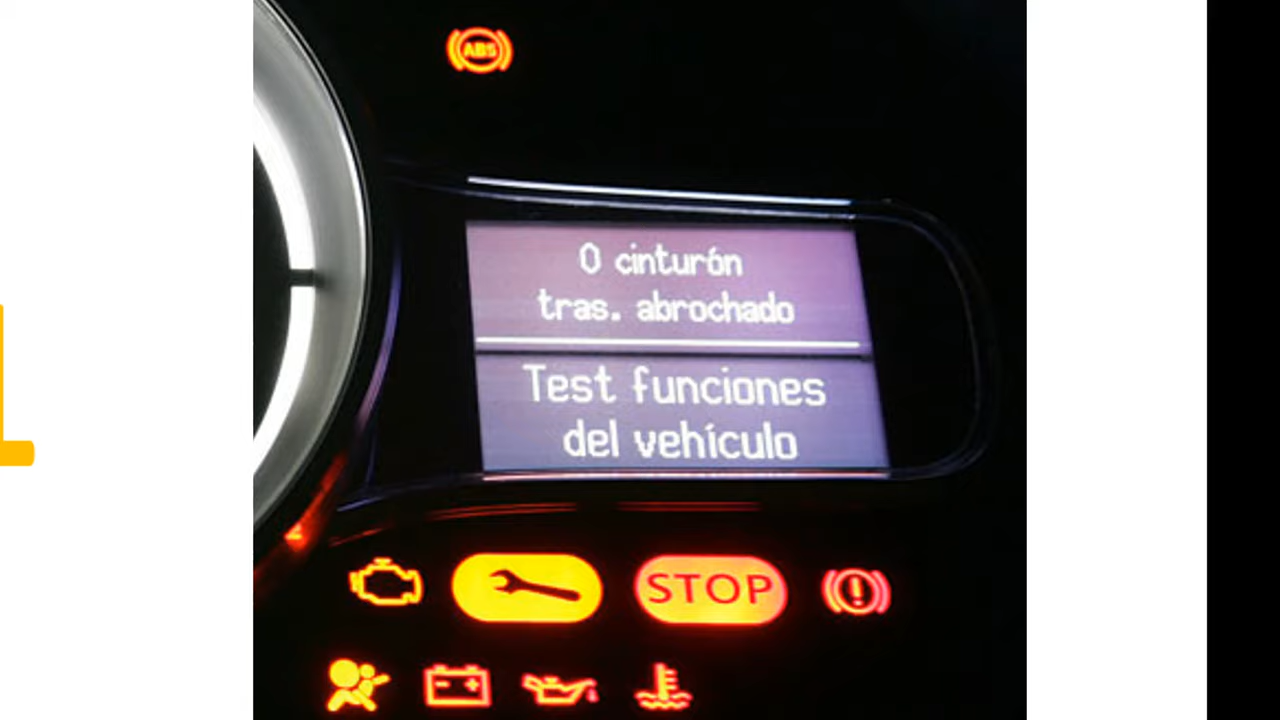 ABS
0 cinturón
tras. abrochado
Test funciones
del vehículo
STOP